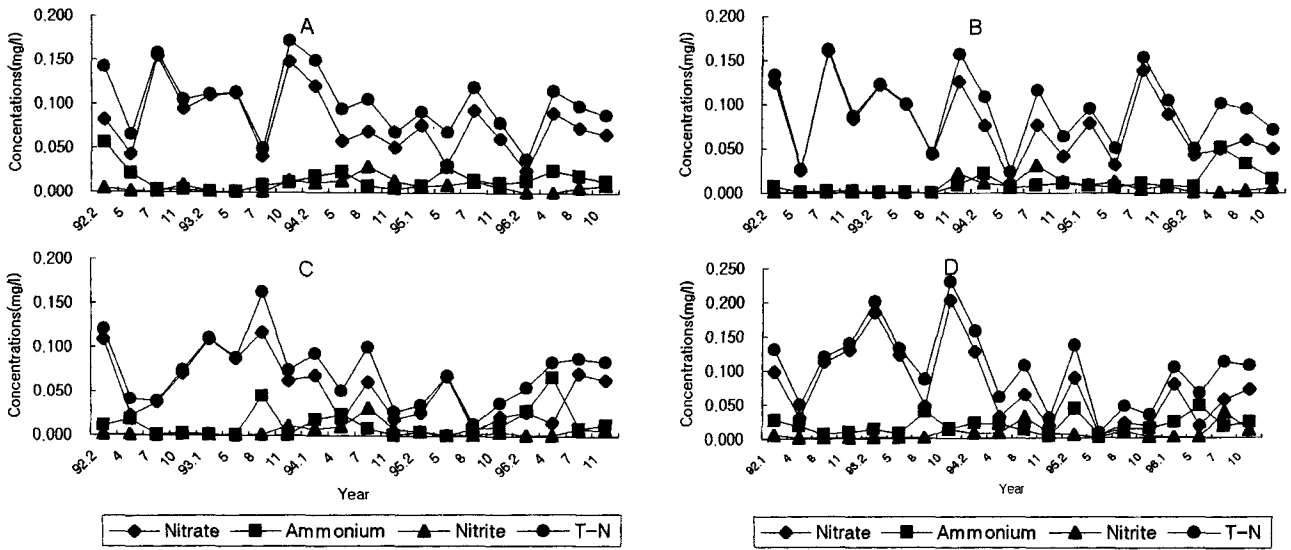 A
Concentations(mg/l)
0.200
0.150
0.100
0.050
0.000
92.2 5 7 11 93.2 5 7 10 94.2 5 8 11 95.1 5 7 11 96.2 4 8 10
B
Concentrations(mg/l)
0.200
0.150
0.100
0.050
0.000
92.2 5 7 11 93.2 5 8 11 94.2 5 8 11 95.1 5 7 11 96.2 4 8 10
C
Concentrations(mg/l)
0.200
0.150
0.100
0.050
0.000
92.2 4 7 10 93.1 5 8 11 94.1 4 8 11 95.2 5 8 10 96.2 4 7 11
Year
Nitrate Ammonium Nitrite T-N
D
Concentrations(mg/l)
0.250
0.200
0.150
0.100
0.050
0.000
92.1 4 8 11 93.2 5 8 10 94.2 4 8 11 95.2 5 8 10 96.1 5 7 10
Year
Nitrate Ammonium Nitrite T-N